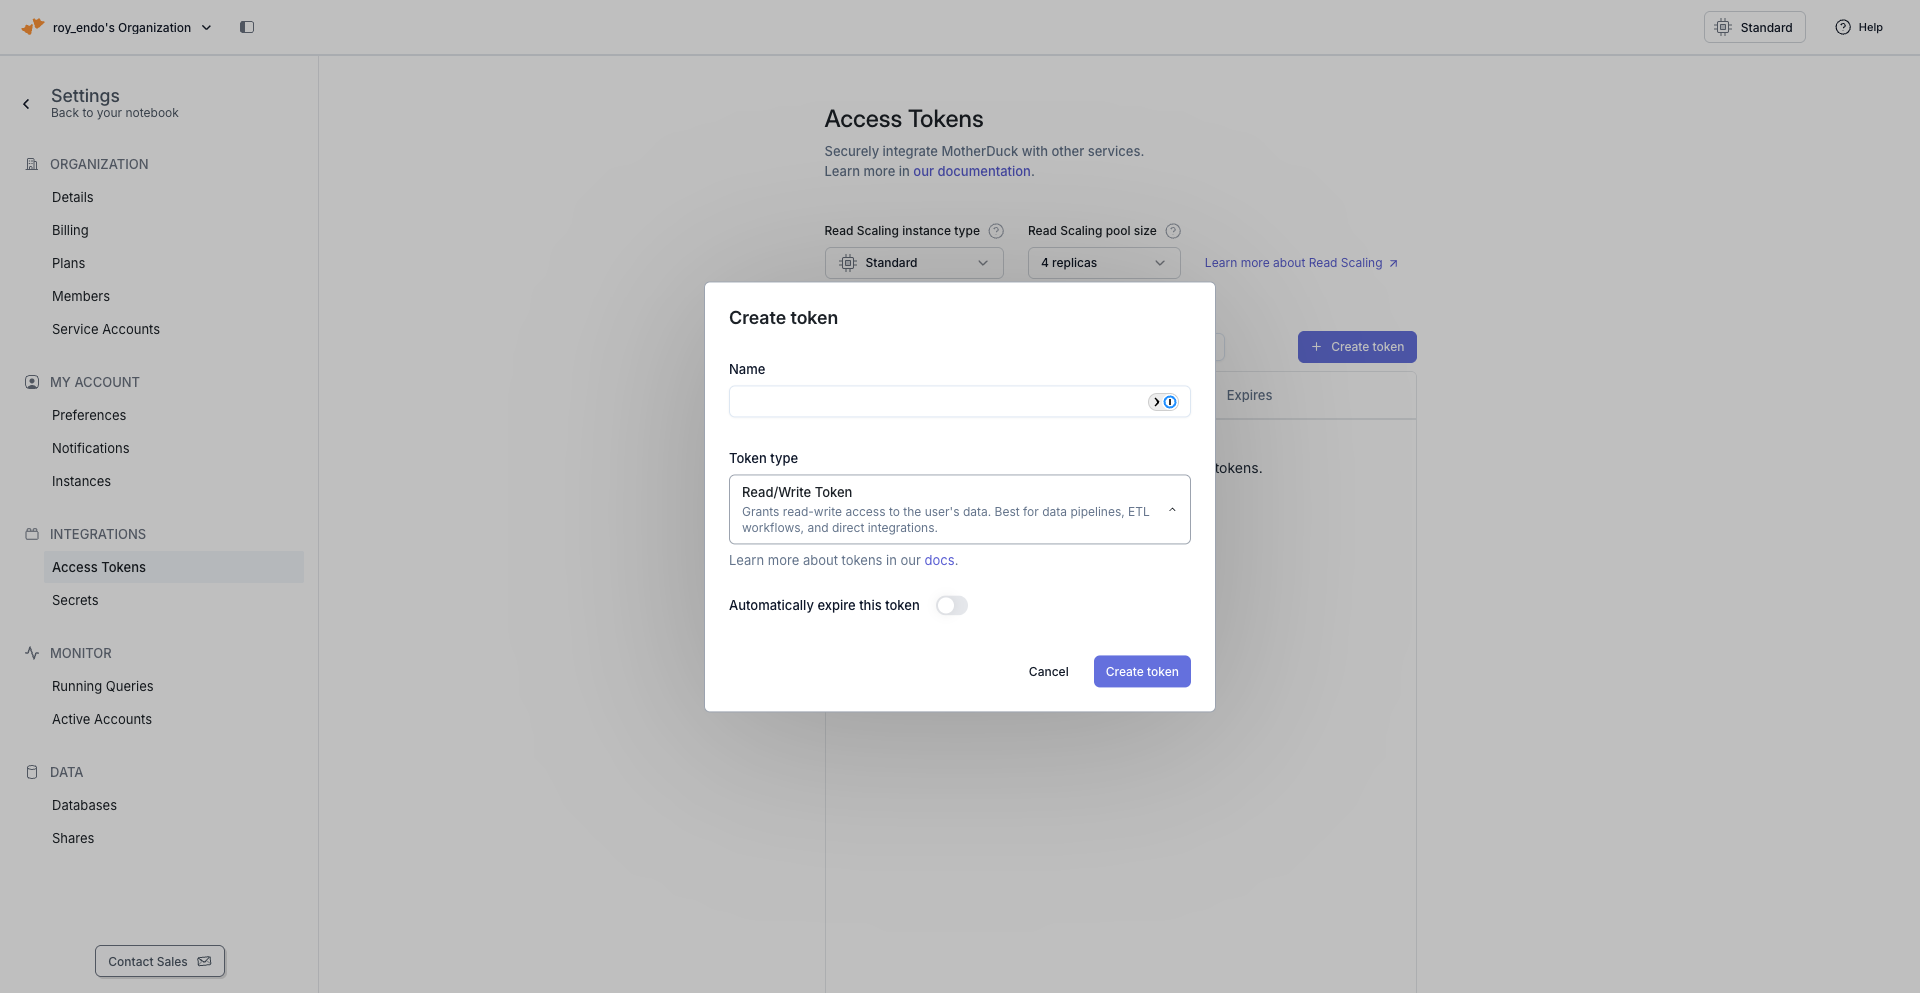 roy_endo's Organization
Standard
Help
Settings
Back to your notebook
ORGANIZATION
Details
Billing
Plans
Members
Service Accounts
MY ACCOUNT
Preferences
Notifications
Instances
INTEGRATIONS
Access Tokens
Secrets
MONITOR
Running Queries
Active Accounts
DATA
Databases
Shares
Contact Sales
Access Tokens
Securely integrate MotherDuck with other services.
Learn more in our documentation.
Read Scaling instance type
Read Scaling pool size
Standard
4 replicas
Learn more about Read Scaling
Create token
Expires
tokens.
Create token
Name
Token type
Read/Write Token
Grants read-write access to the user's data. Best for data pipelines, ETL
workflows, and direct integrations.
Learn more about tokens in our docs.
Automatically expire this token
Cancel
Create token